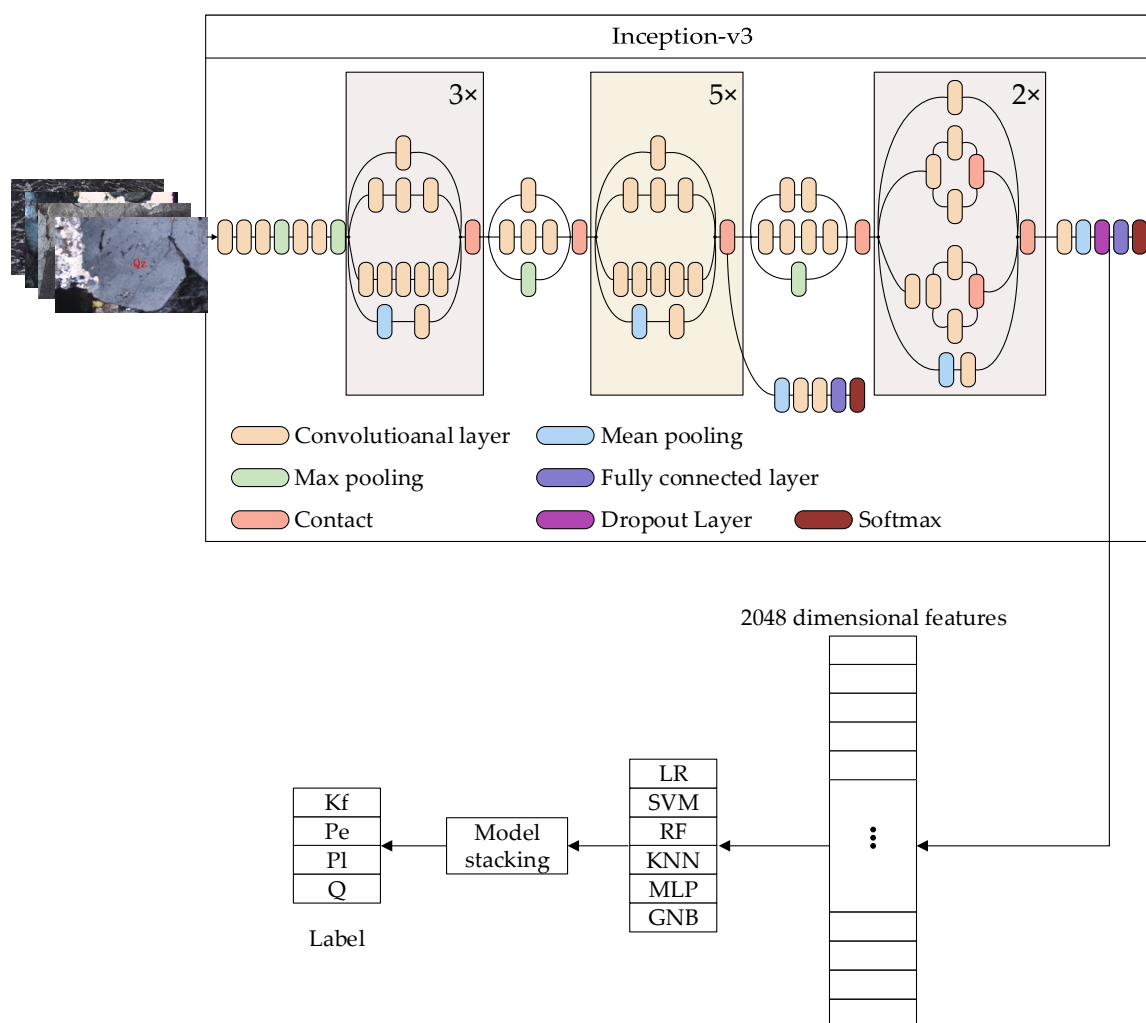 Inception-v3
3×
5×
2×
Qz
Convolutioanal layer
Mean pooling
Max pooling
Fully connected layer
Contact
Dropout Layer
Softmax
2048 dimensional features
LR
SVM
RF
KNN
MLP
GNB
Model
stacking
Kf
Pe
Pl
Q
Label